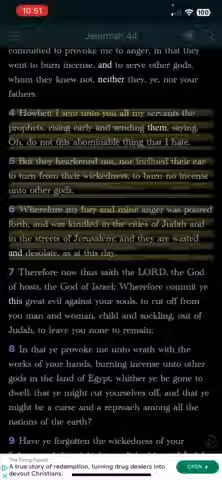 10:51
100
Jeremiah 44
committed to provoke me to anger, in that they
went to burn incense, and to serve other gods,
whom they knew not, neither they, ye, nor your
fathers.
4 Howbeit I sent unto you all my servants the
prophets, rising early and sending them, saying,
Oh, do not this abominable thing that I hate.
5 But they hearkened not, nor inclined their ear
to turn from their wickedness, to burn no incense
unto other gods.
6 Wherefore my fury and mine anger was poured
forth, and was kindled in the cities of Judah and
in the streets of Jerusalem; and they are wasted
and desolate, as at this day.
7 Therefore now thus saith the LORD, the God
of hosts, the God of Israel; Wherefore commit ye
this great evil against your souls, to cut off from
you man and woman, child and suckling, out of
Judah, to leave you none to remain;
8 In that ye provoke me unto wrath with the
works of your hands, burning incense unto other
gods in the land of Egypt, whither ye be gone to
dwell, that ye might cut yourselves off, and that ye
might be a curse and a reproach among all the
nations of the earth?
9 Have ye forgotten the wickedness of your
The Pining Squad
A true story of redemption, turning drug dealers into
devout Christians.
OPEN